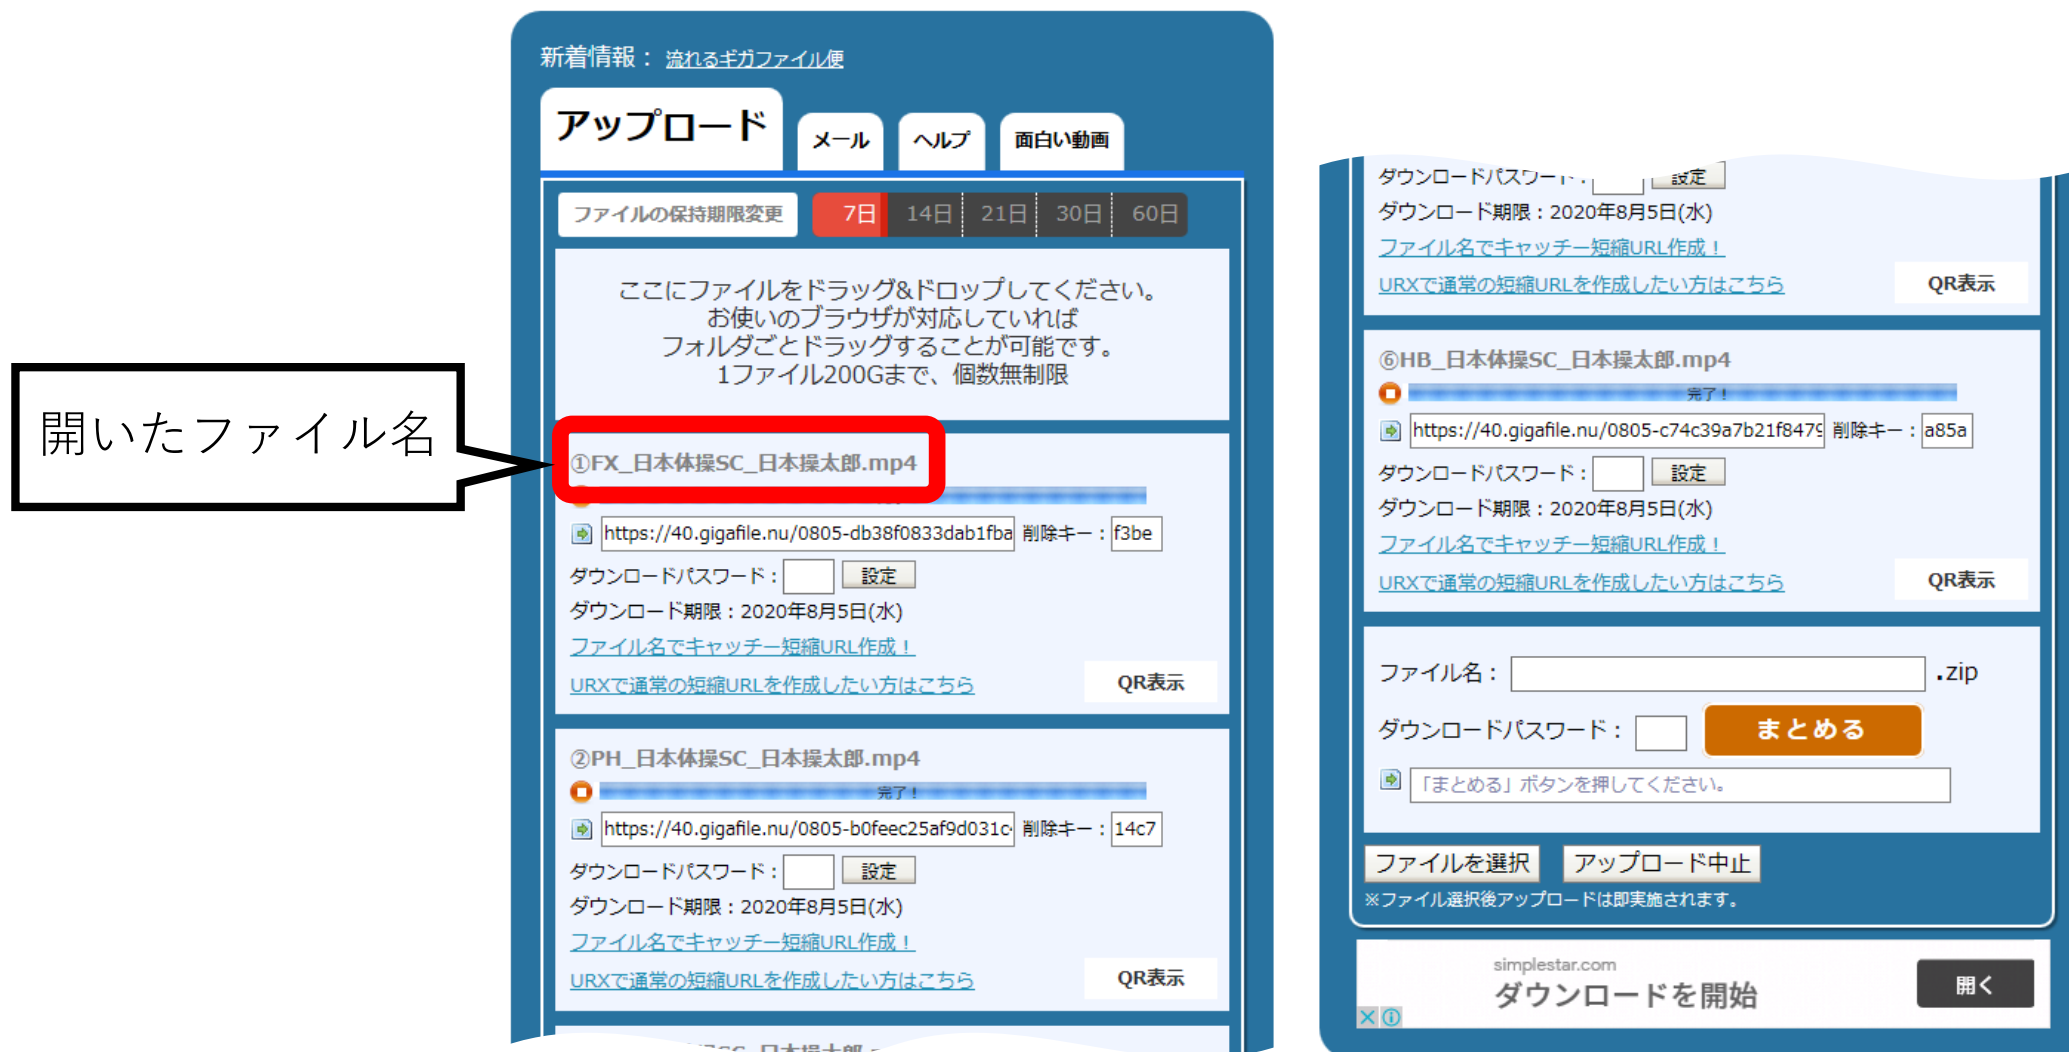 新着情報： 流れるギガファイル便
アップロード メール ヘルプ 面白い動画
ファイルの保持期限変更 7日 14日 21日 30日 60日
ここにファイルをドラッグ&ドロップしてください。
お使いのブラウザが対応していれば
フォルダごとドラッグすることが可能です。
1ファイル200Gまで、個数無制限
開いたファイル名
①FX_日本体操SC_日本操太郎.mp4
https://40.gigafile.nu/0805-db38f0833dab1fba 削除キー：f3be
ダウンロードパスワード： 設定
ダウンロード期限：2020年8月5日(水)
ファイル名でキャッチー短縮URL作成！
URXで通常の短縮URLを作成したい方はこちら QR表示
②PH_日本体操SC_日本操太郎.mp4
完了！
https://40.gigafile.nu/0805-b0feec25af9d031c 削除キー：14c7
ダウンロードパスワード： 設定
ダウンロード期限：2020年8月5日(水)
ファイル名でキャッチー短縮URL作成！
URXで通常の短縮URLを作成したい方はこちら QR表示
ダウンロードパスワード： 設定
ダウンロード期限：2020年8月5日(水)
ファイル名でキャッチー短縮URL作成！
URXで通常の短縮URLを作成したい方はこちら QR表示
⑥HB_日本体操SC_日本操太郎.mp4
完了！
https://40.gigafile.nu/0805-c74c39a7b21f8479 削除キー：a85a
ダウンロードパスワード： 設定
ダウンロード期限：2020年8月5日(水)
ファイル名でキャッチー短縮URL作成！
URXで通常の短縮URLを作成したい方はこちら QR表示
ファイル名： .zip
ダウンロードパスワード： まとめる
「まとめる」ボタンを押してください。
ファイルを選択 アップロード中止
※ファイル選択後アップロードは即実施されます。
simplestar.com
ダウンロードを開始 開く